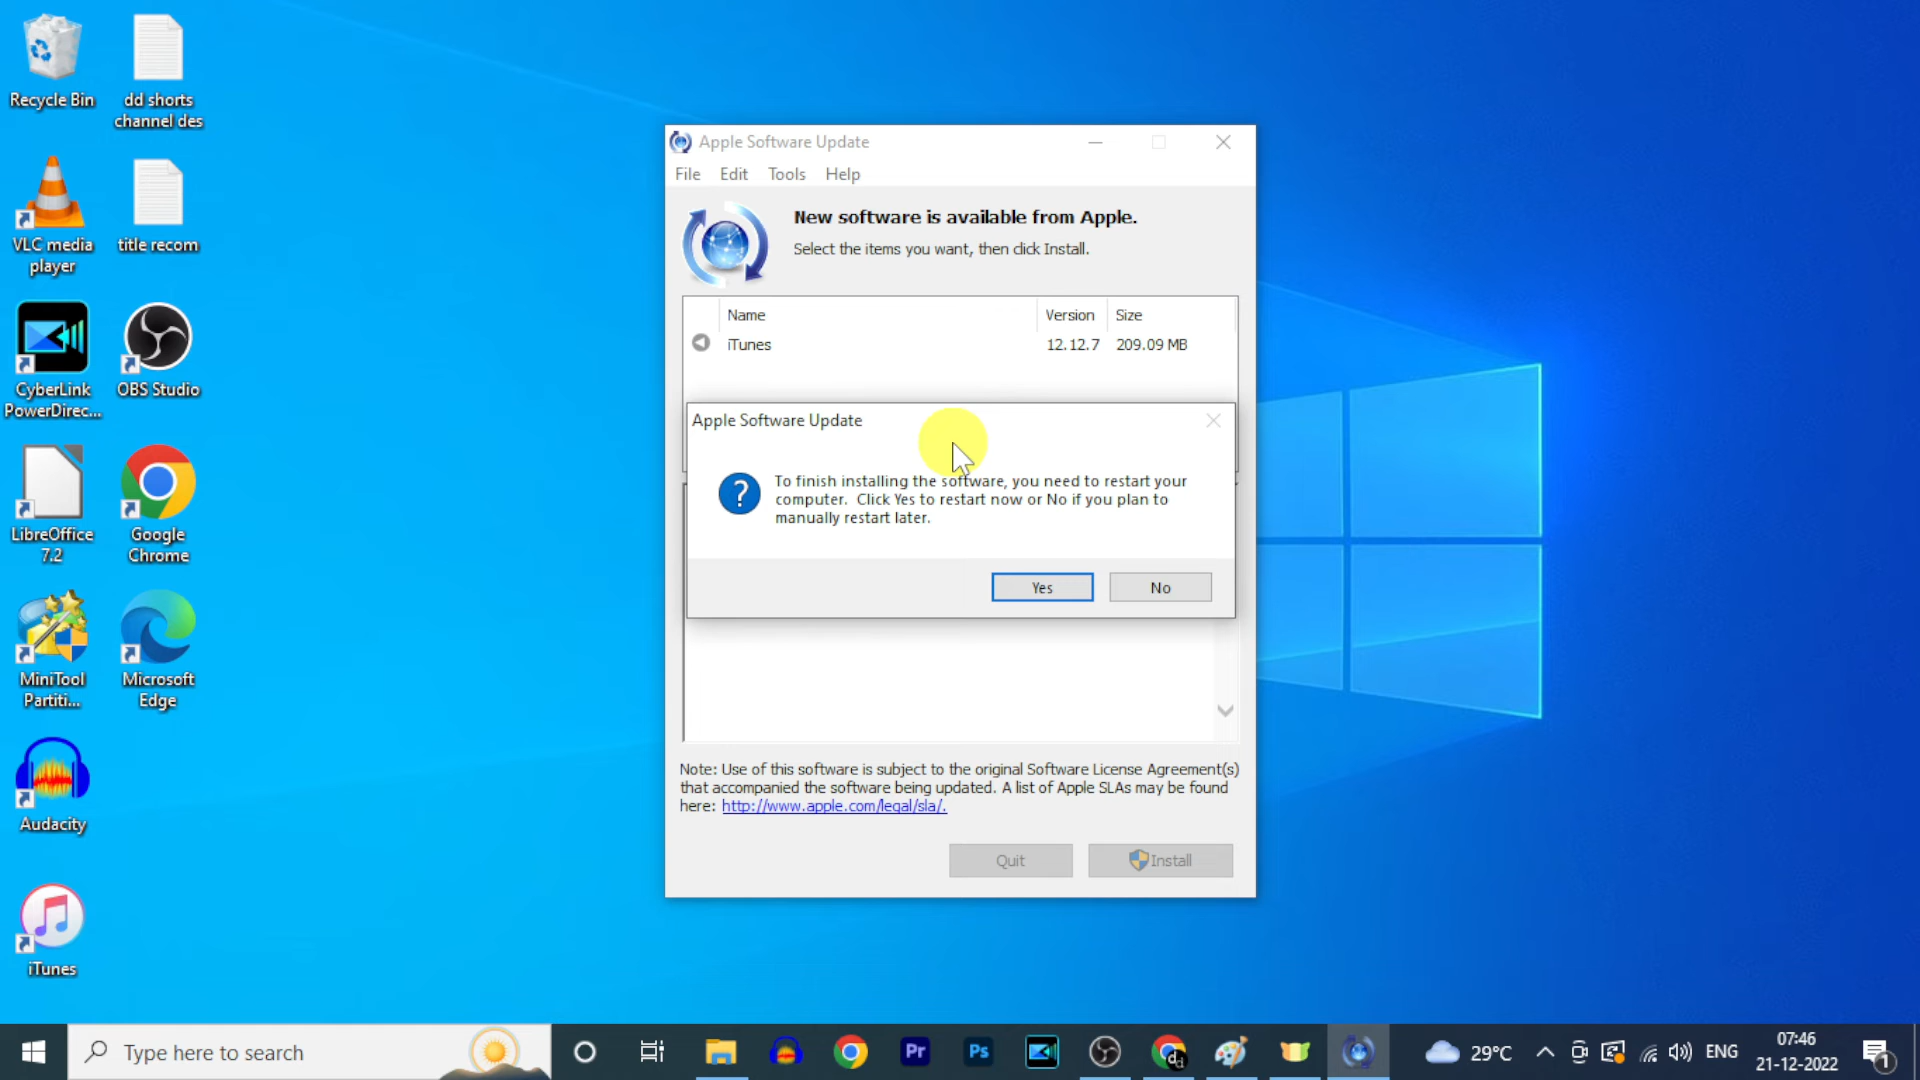 Recycle Bin
dd shorts
channel des
VLC media
player
title recom
CyberLink
PowerDirec...
OBS Studio
LibreOffice
7.2
Google
Chrome
MiniTool
Partiti...
Microsoft
Edge
Audacity
iTunes
Apple Software Update
File Edit Tools Help
New software is available from Apple.
Select the items you want, then click Install.
Name Version Size
iTunes 12.12.7 209.09 MB
Apple Software Update
?
To finish installing the software, you need to restart your
computer. Click Yes to restart now or No if you plan to
manually restart later.
Yes No
Note: Use of this software is subject to the original Software License Agreement(s)
that accompanied the software being updated. A list of Apple SLAs may be found
here: http://www.apple.com/legal/sla/.
Quit Install
Type here to search
Pr
Ps
d
29°C
ENG
07:46
21-12-2022
1